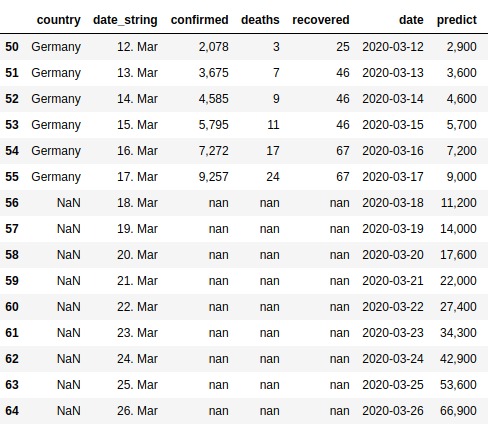 country date_string confirmed deaths recovered date predict
50 Germany 12. Mar 2,078 3 25 2020-03-12 2,900
51 Germany 13. Mar 3,675 7 46 2020-03-13 3,600
52 Germany 14. Mar 4,585 9 46 2020-03-14 4,600
53 Germany 15. Mar 5,795 11 46 2020-03-15 5,700
54 Germany 16. Mar 7,272 17 67 2020-03-16 7,200
55 Germany 17. Mar 9,257 24 67 2020-03-17 9,000
56 NaN 18. Mar nan nan nan 2020-03-18 11,200
57 NaN 19. Mar nan nan nan 2020-03-19 14,000
58 NaN 20. Mar nan nan nan 2020-03-20 17,600
59 NaN 21. Mar nan nan nan 2020-03-21 22,000
60 NaN 22. Mar nan nan nan 2020-03-22 27,400
61 NaN 23. Mar nan nan nan 2020-03-23 34,300
62 NaN 24. Mar nan nan nan 2020-03-24 42,900
63 NaN 25. Mar nan nan nan 2020-03-25 53,600
64 NaN 26. Mar nan nan nan 2020-03-26 66,900